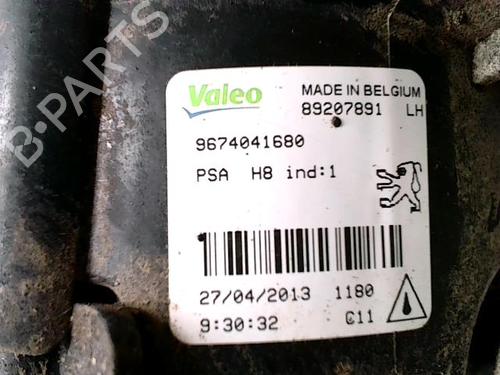 B-PARTS
Valeo
MADE IN BELGIUM
89207891 LH
9674041680
PSA H8 ind:1
27/04/2013 1180
9:30:32 C11